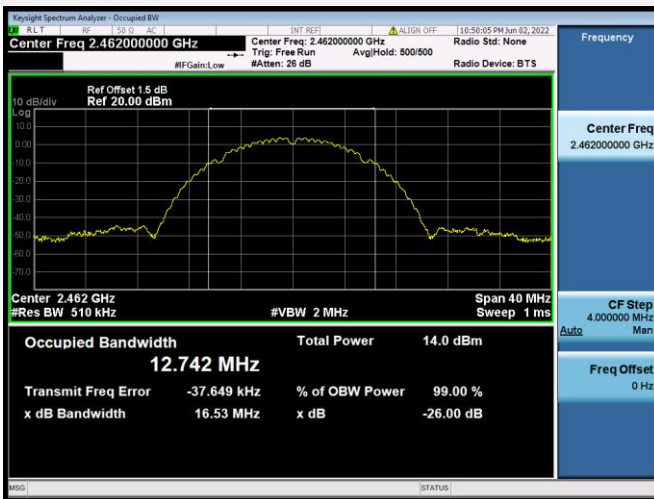 Keysight Spectrum Analyzer - Occupied BW
RLT RF 50 Ω AC INT REF ALIGN OFF 10:50:05 PM Jun 02, 2022
Center Freq 2.462000000 GHz Center Freq: 2.462000000 GHz Radio Std: None Frequency
Trig: Free Run Avg|Hold: 500/500
#IFGain:Low #Atten: 26 dB Radio Device: BTS
Ref Offset 1.5 dB
10 dB/div Ref 20.00 dBm
Log
10.0
0.00
-10.0
-20.0
-30.0
-40.0
-50.0
-60.0
-70.0
Center Freq
2.462000000 GHz
Center 2.462 GHz Span 40 MHz
#Res BW 510 kHz #VBW 2 MHz Sweep 1 ms
CF Step
4.000000 MHz
Auto Man
Occupied Bandwidth Total Power 14.0 dBm
12.742 MHz
Transmit Freq Error -37.649 kHz % of OBW Power 99.00 %
x dB Bandwidth 16.53 MHz x dB -26.00 dB
Freq Offset
0 Hz
MSG STATUS